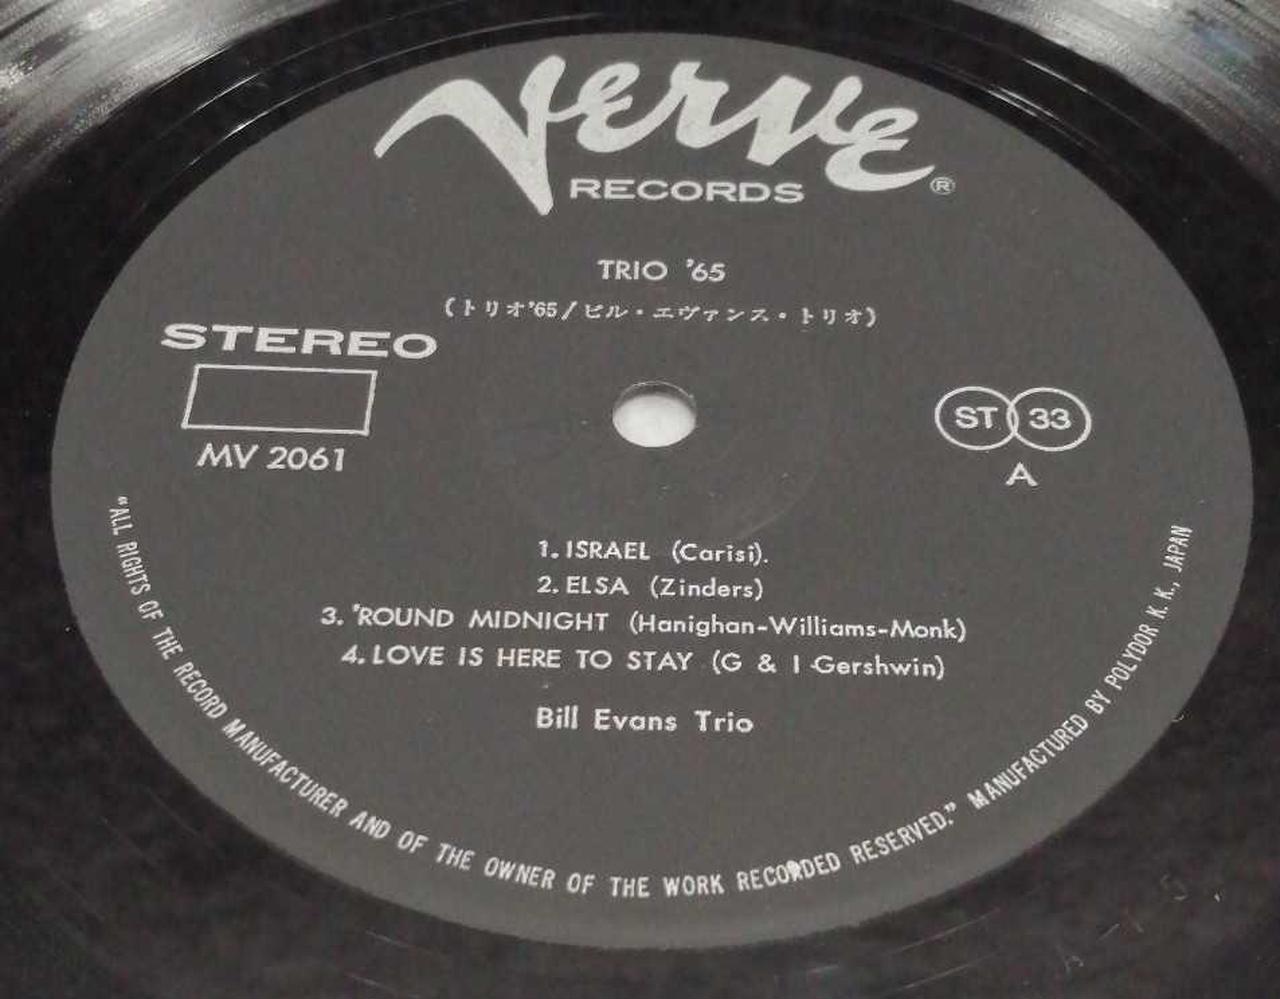 Verve
RECORDS ®
TRIO '65
(トリオ'65/ビル・エヴァンス・トリオ)
STEREO
MV 2061
ST 33
A
1. ISRAEL (Carisi).
2. ELSA (Zinders)
3. 'ROUND MIDNIGHT (Hanighan-Williams-Monk)
4. LOVE IS HERE TO STAY (G & I Gershwin)
Bill Evans Trio
"ALL RIGHTS OF THE RECORD MANUFACTURER AND OF THE OWNER OF THE WORK RECORDED RESERVED." MANUFACTURED BY POLYDOR K.K., JAPAN